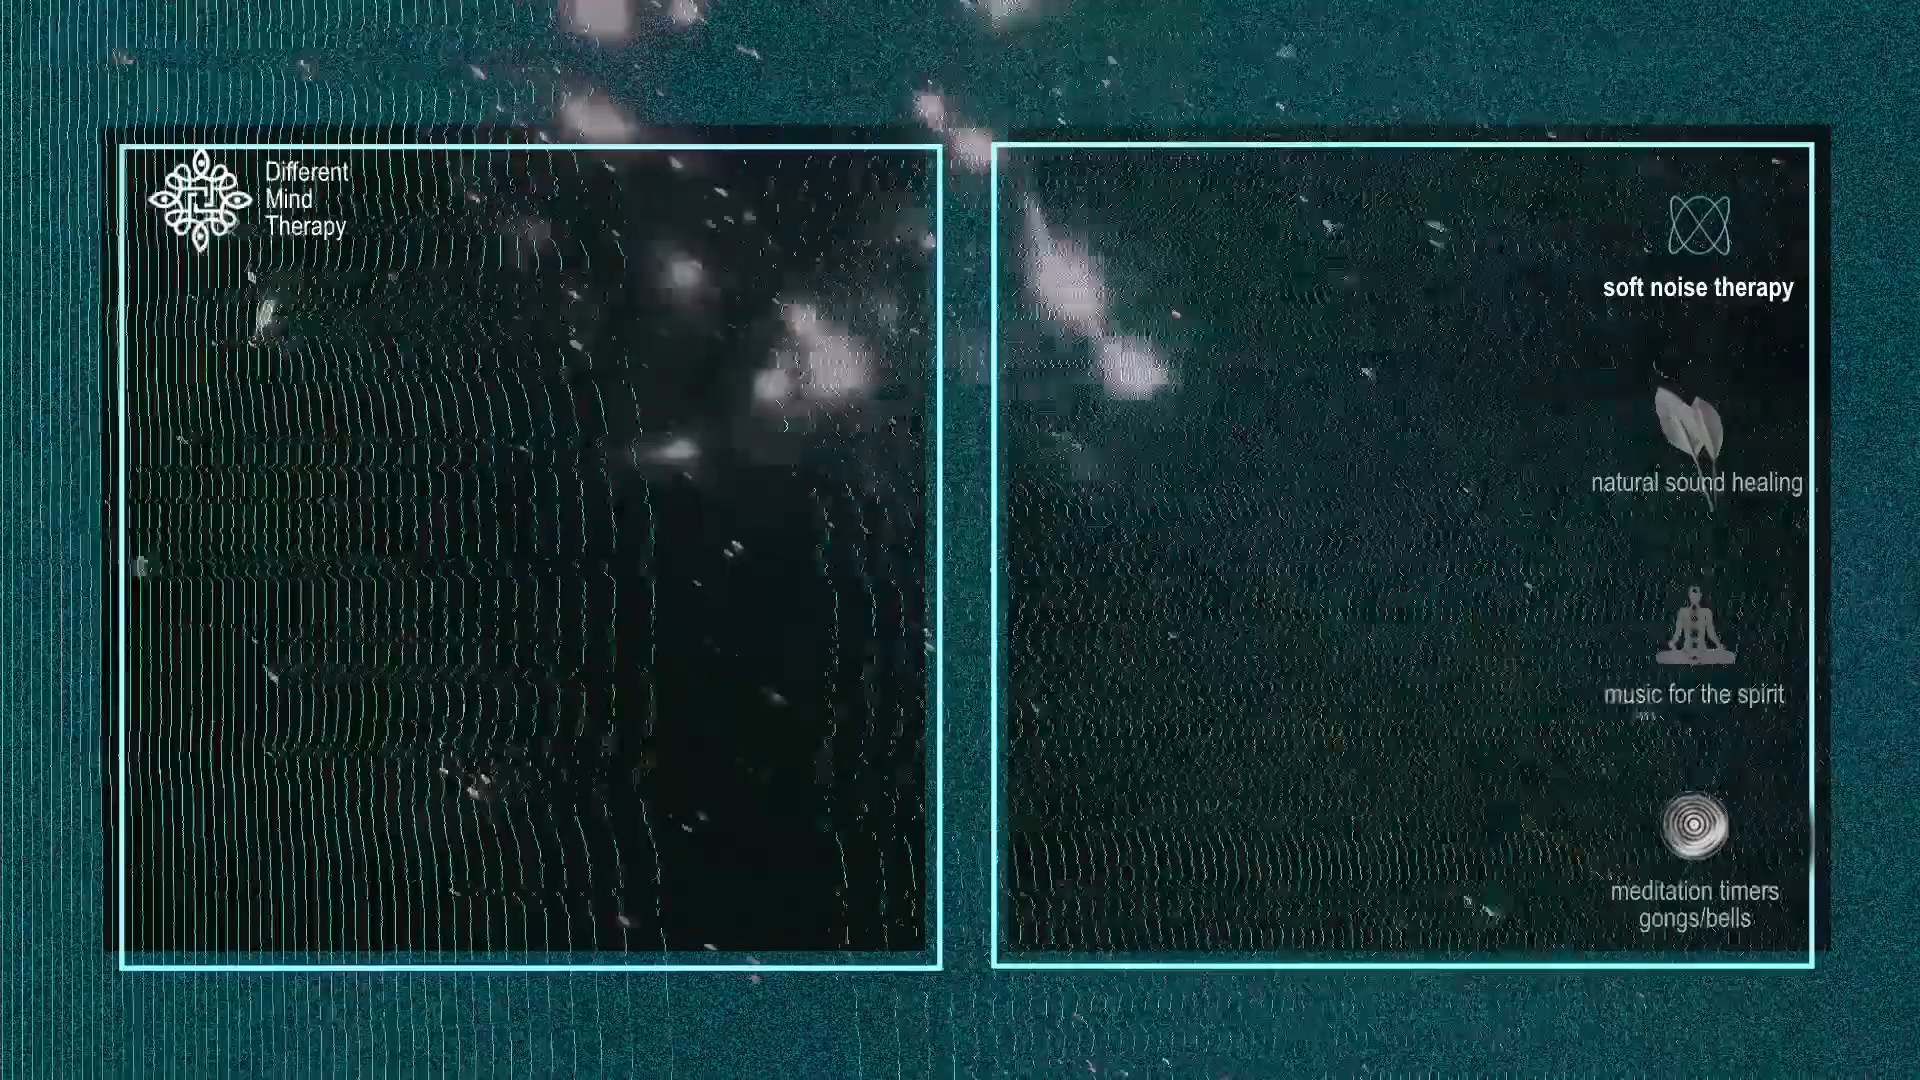 Different
Mind
Therapy
soft noise therapy
natural sound healing
music for the spirit
meditation timers
gongs/bells